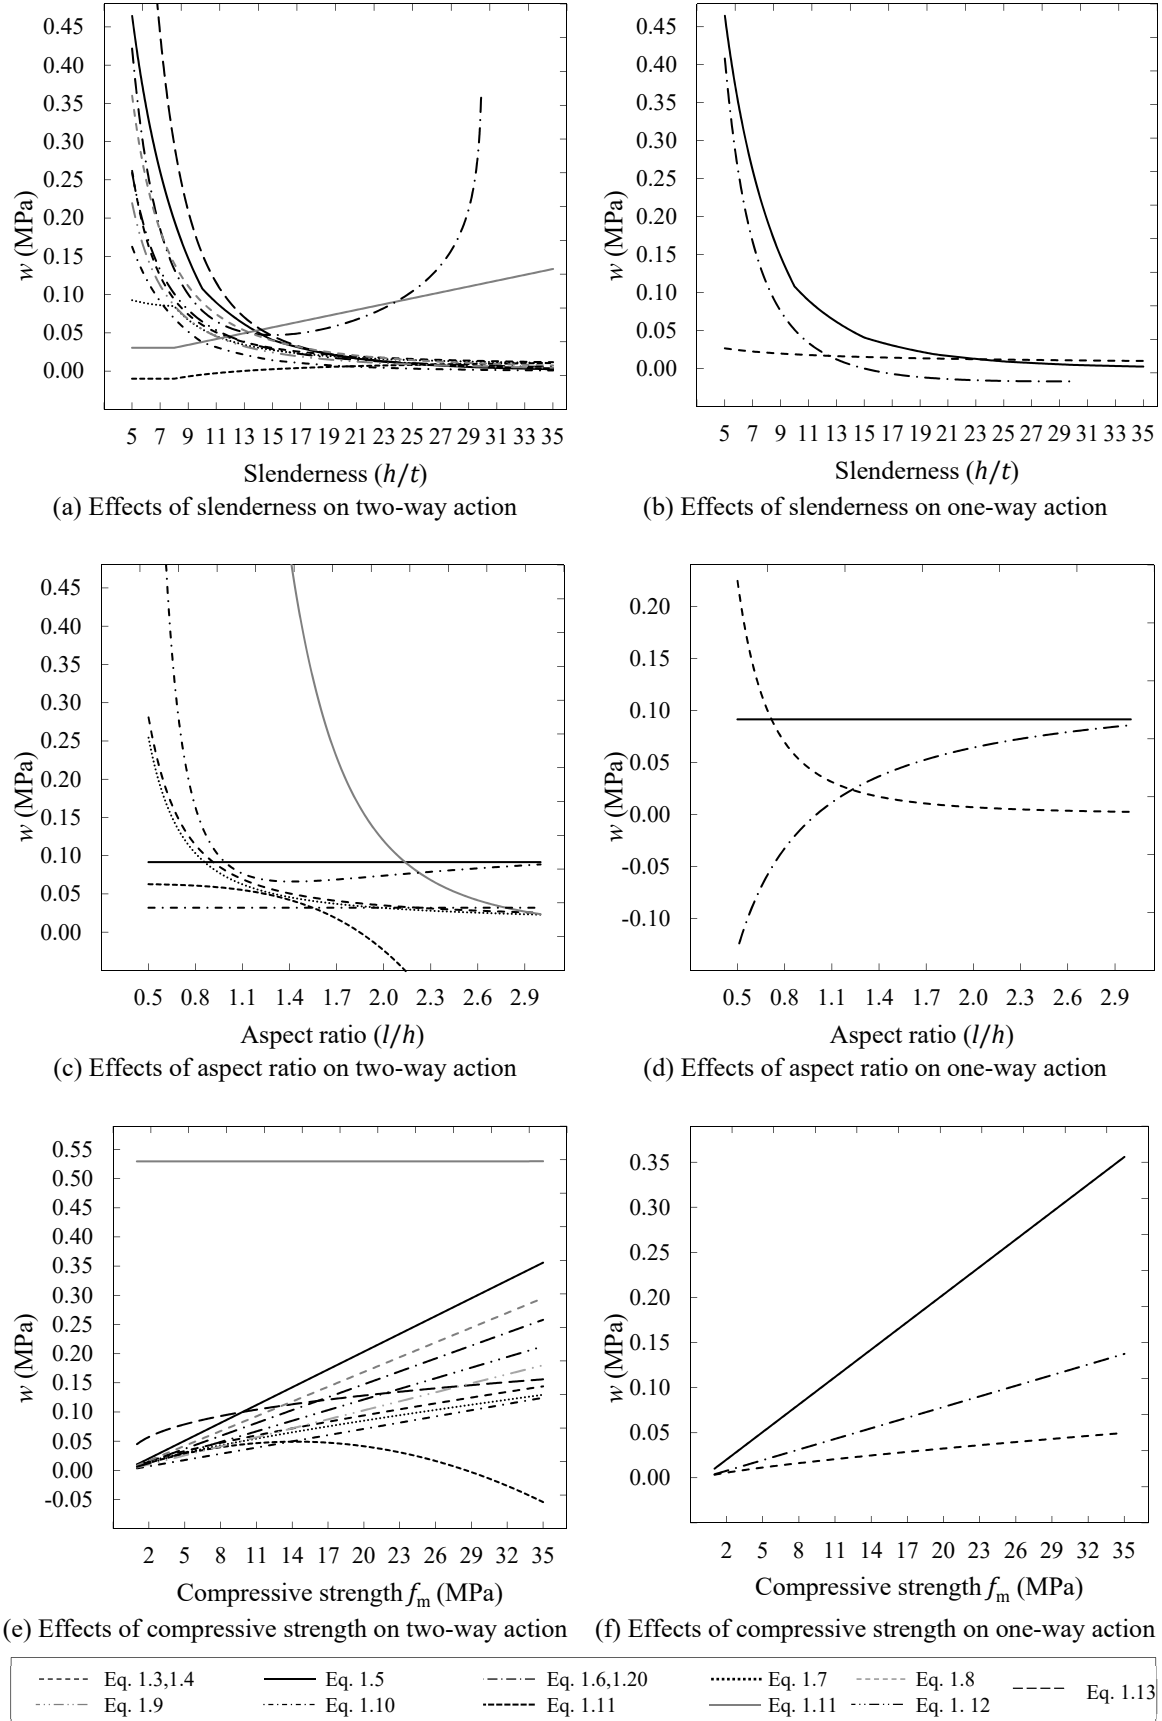 0.45
0.40
0.35
0.30
0.25
0.20
0.15
0.10
0.05
0.00
w (MPa)
5 7 9 11 13 15 17 19 21 23 25 27 29 31 33 35
Slenderness (h/t)
(a) Effects of slenderness on two-way action
0.45
0.40
0.35
0.30
0.25
0.20
0.15
0.10
0.05
0.00
w (MPa)
5 7 9 11 13 15 17 19 21 23 25 27 29 31 33 35
Slenderness (h/t)
(b) Effects of slenderness on one-way action
0.45
0.40
0.35
0.30
0.25
0.20
0.15
0.10
0.05
0.00
w (MPa)
0.5 0.8 1.1 1.4 1.7 2.0 2.3 2.6 2.9
Aspect ratio (l/h)
(c) Effects of aspect ratio on two-way action
0.20
0.15
0.10
0.05
0.00
-0.05
-0.10
w (MPa)
0.5 0.8 1.1 1.4 1.7 2.0 2.3 2.6 2.9
Aspect ratio (l/h)
(d) Effects of aspect ratio on one-way action
0.55
0.50
0.45
0.40
0.35
0.30
0.25
0.20
0.15
0.10
0.05
0.00
-0.05
w (MPa)
2 5 8 11 14 17 20 23 26 29 32 35
Compressive strength fm (MPa)
(e) Effects of compressive strength on two-way action
0.35
0.30
0.25
0.20
0.15
0.10
0.05
0.00
w (MPa)
2 5 8 11 14 17 20 23 26 29 32 35
Compressive strength fm (MPa)
(f) Effects of compressive strength on one-way action
Eq. 1.3,1.4 Eq. 1.5 Eq. 1.6,1.20 Eq. 1.7 Eq. 1.8 Eq. 1.13
Eq. 1.9 Eq. 1.10 Eq. 1.11 Eq. 1.11 Eq. 1. 12